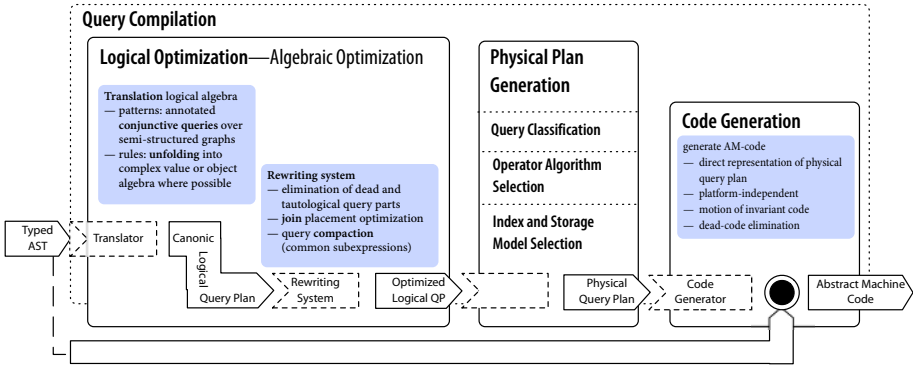 Query Compilation
Logical Optimization—Algebraic Optimization
Translation logical algebra
— patterns: annotated
conjunctive queries over
semi-structured graphs
— rules: unfolding into
complex value or object
algebra where possible
Rewriting system
— elimination of dead and
tautological query parts
— join placement optimization
— query compaction
(common subexpressions)
Physical Plan
Generation
Query Classification
Operator Algorithm
Selection
Index and Storage
Model Selection
Code Generation
generate AM-code
— direct representation of physical
query plan
— platform-independent
— motion of invariant code
— dead-code elimination
Typed
AST
Translator
Canonic
Logical
Query Plan
Rewriting
System
Optimized
Logical QP
Physical
Query Plan
Code
Generator
Abstract Machine
Code